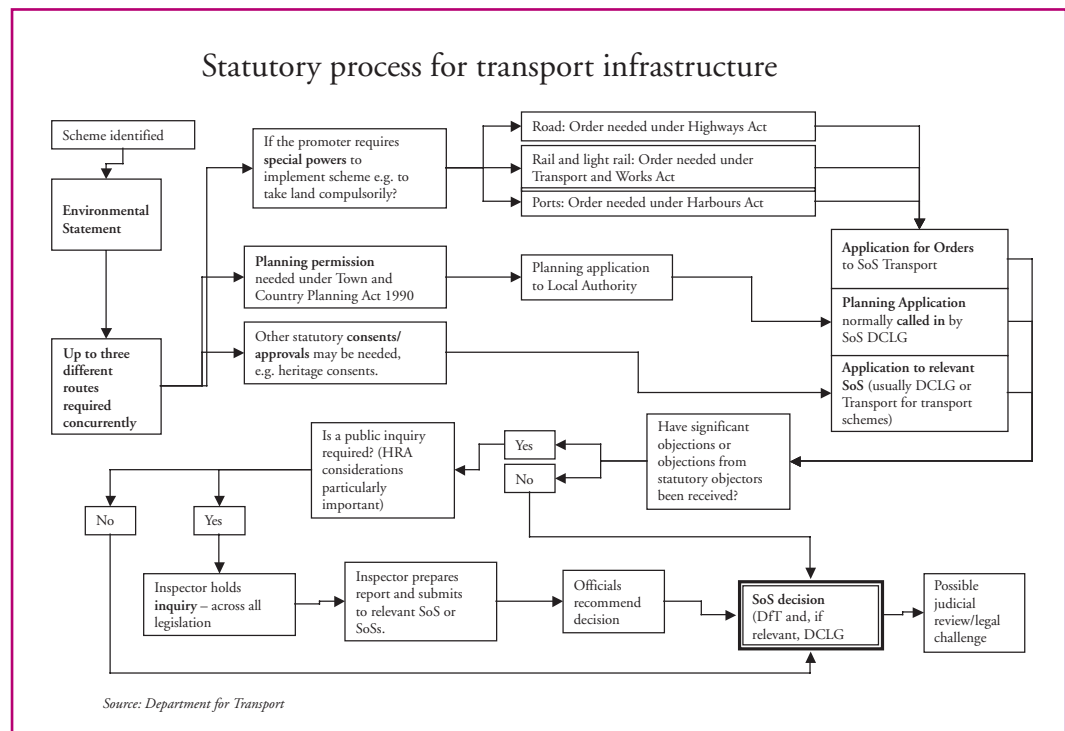 Statutory process for transport infrastructure
Scheme identified
Environmental
Statement
Up to three
different
routes
required
concurrently
If the promoter requires
special powers to
implement scheme e.g. to
take land compulsorily?
Road: Order needed under Highways Act
Rail and light rail: Order needed under
Transport and Works Act
Ports: Order needed under Harbours Act
Planning permission
needed under Town and
Country Planning Act 1990
Planning application
to Local Authority
Other statutory consents/
approvals may be needed,
e.g. heritage consents.
Application for Orders
to SoS Transport
Planning Application
normally called in by
SoS DCLG
Application to relevant
SoS (usually DCLG or
Transport for transport
schemes)
Have significant
objections or
objections from
statutory objectors
been received?
Yes
No
Is a public inquiry
required? (HRA
considerations
particularly
important)
No
Yes
Inspector holds
inquiry – across all
legislation
Inspector prepares
report and submits
to relevant SoS or
SoSs.
Officials
recommend
decision
SoS decision
(DfT and, if
relevant, DCLG
Possible
judicial
review/legal
challenge
Source: Department for Transport